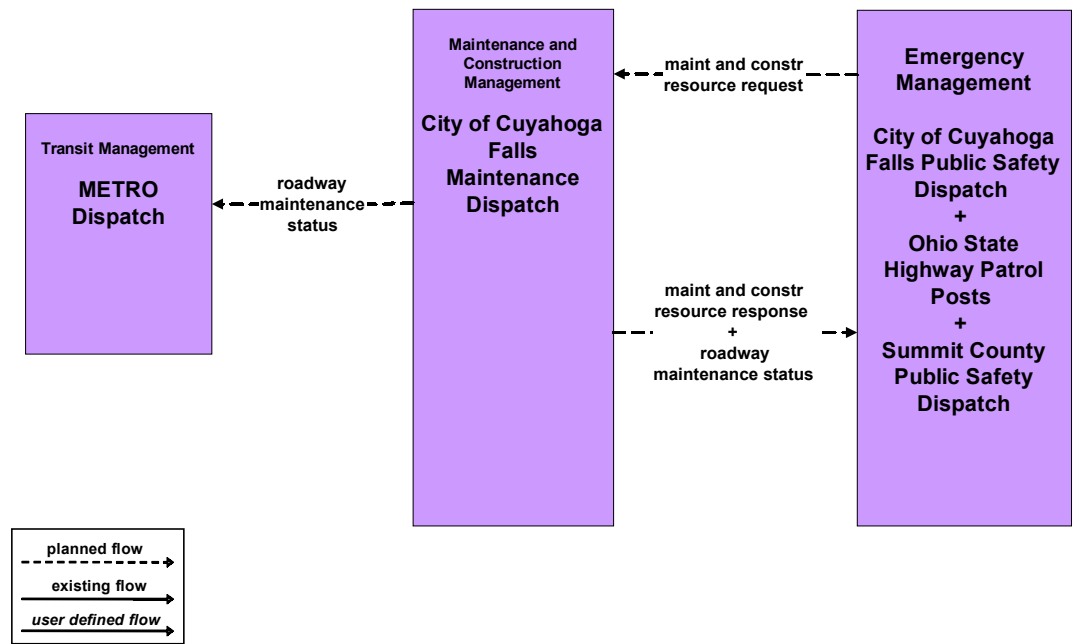 Transit Management
METRO
Dispatch
roadway
maintenance
status
Maintenance and
Construction
Management
City of Cuyahoga
Falls
Maintenance
Dispatch
maint and constr
resource request
maint and constr
resource response
+
roadway
maintenance status
Emergency
Management
City of Cuyahoga
Falls Public Safety
Dispatch
+
Ohio State
Highway Patrol
Posts
+
Summit County
Public Safety
Dispatch
planned flow
existing flow
user defined flow